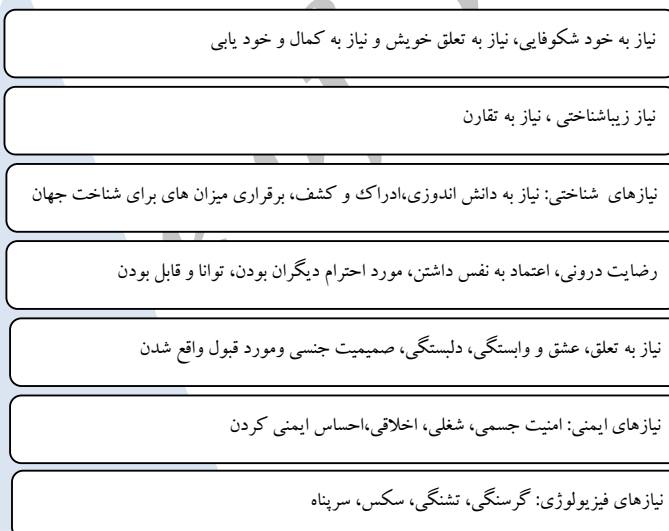 نیاز به خود شکوفایی، نیاز به تعلق خویش و نیاز به کمال و خود یابی
نیاز زیباشناختی ، نیاز به تقارن
نیازهای شناختی: نیاز به دانش اندوزی،ادراک و کشف، برقراری میزان های برای شناخت جهان
رضایت درونی، اعتماد به نفس داشتن، مورد احترام دیگران بودن، توانا و قابل بودن
نیاز به تعلق، عشق و وابستگی، دلبستگی، صمیمیت جنسی ومورد قبول واقع شدن
نیازهای ایمنی: امنیت جسمی، شغلی، اخلاقی،احساس ایمنی کردن
نیازهای فیزیولوژی: گرسنگی، تشنگی، سکس، سرپناه